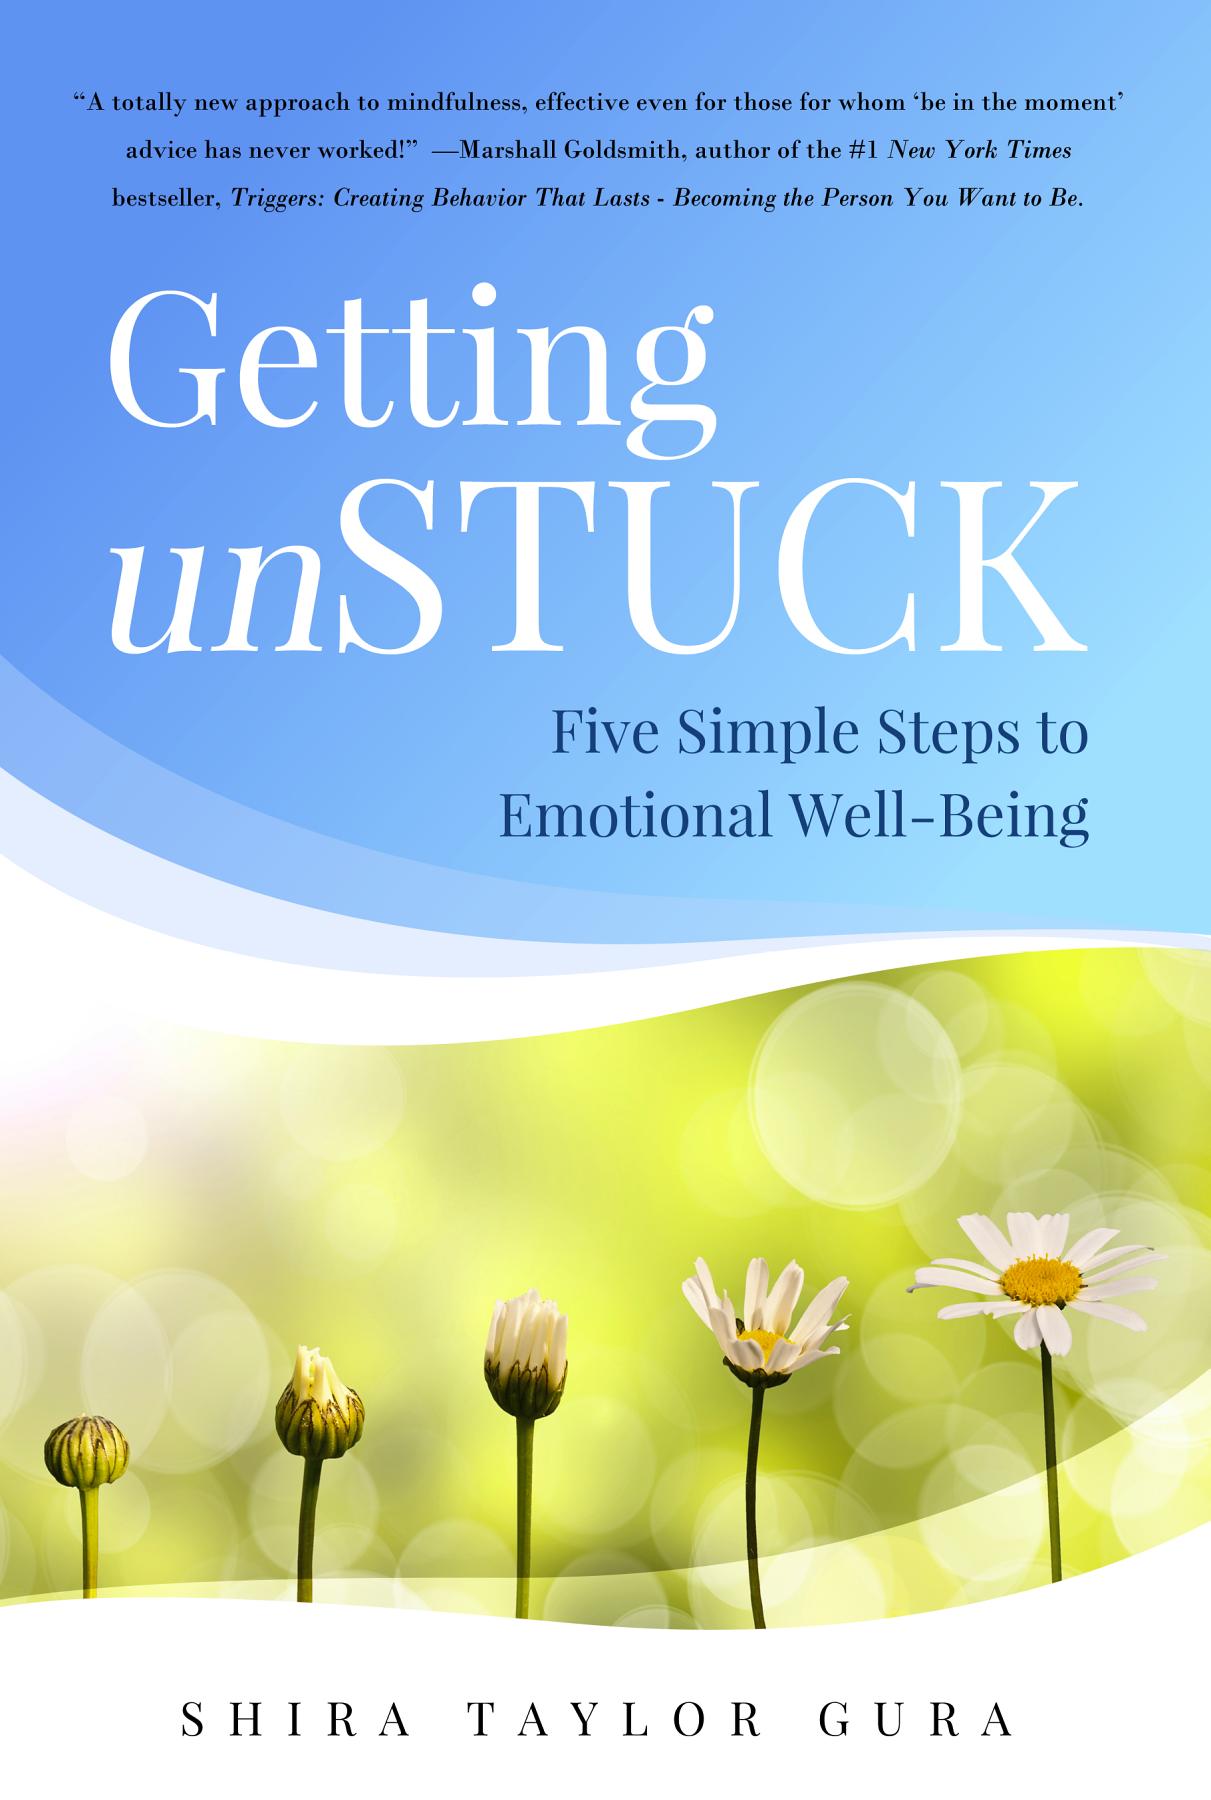 “A totally new approach to mindfulness, effective even for those for whom ‘be in the moment’
advice has never worked!” —Marshall Goldsmith, author of the #1 New York Times
bestseller, Triggers: Creating Behavior That Lasts - Becoming the Person You Want to Be.
Getting
unSTUCK
Five Simple Steps to
Emotional Well-Being
SHIRA TAYLOR GURA